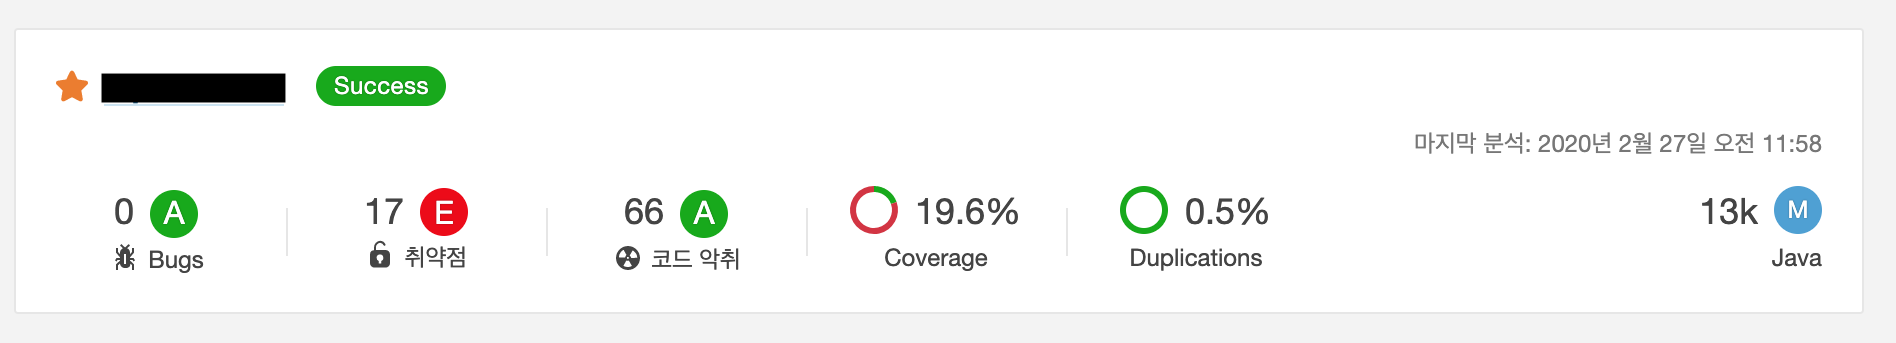 Success
마지막 분석: 2020년 2월 27일 오전 11:58
0 A 17 E 66 A 19.6% 0.5% 13k M
Bugs 취약점 코드 악취 Coverage Duplications Java